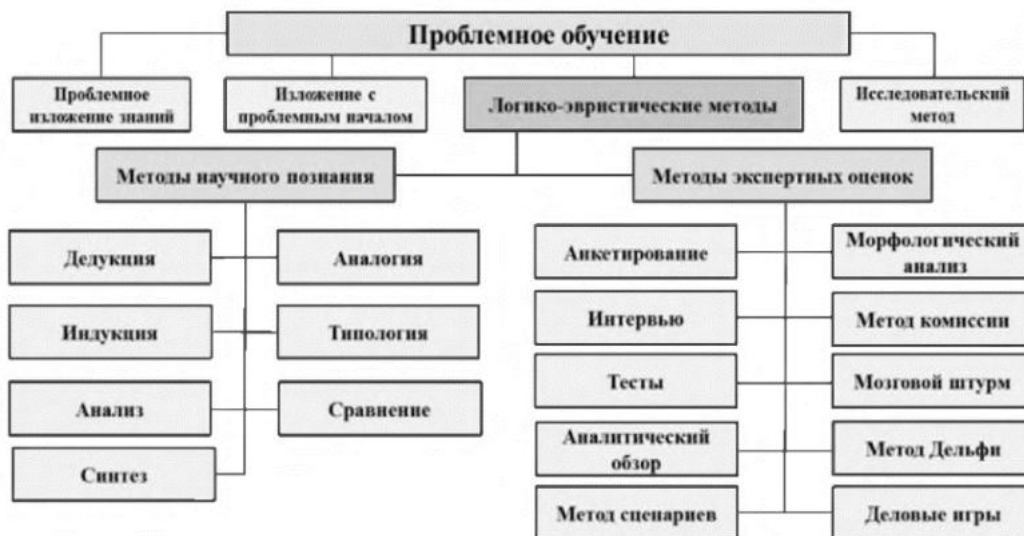 Проблемное обучение
Проблемное
изложение знаний
Изложение с
проблемным началом
Логико-эвристические методы
Исследовательский
метод
Методы научного познания
Методы экспертных оценок
Дедукция
Аналогия
Индукция
Типология
Анализ
Сравнение
Синтез
Анкетирование
Морфологический
анализ
Интервью
Метод комиссии
Тесты
Мозговой штурм
Аналитический
обзор
Метод Дельфи
Метод сценариев
Деловые игры